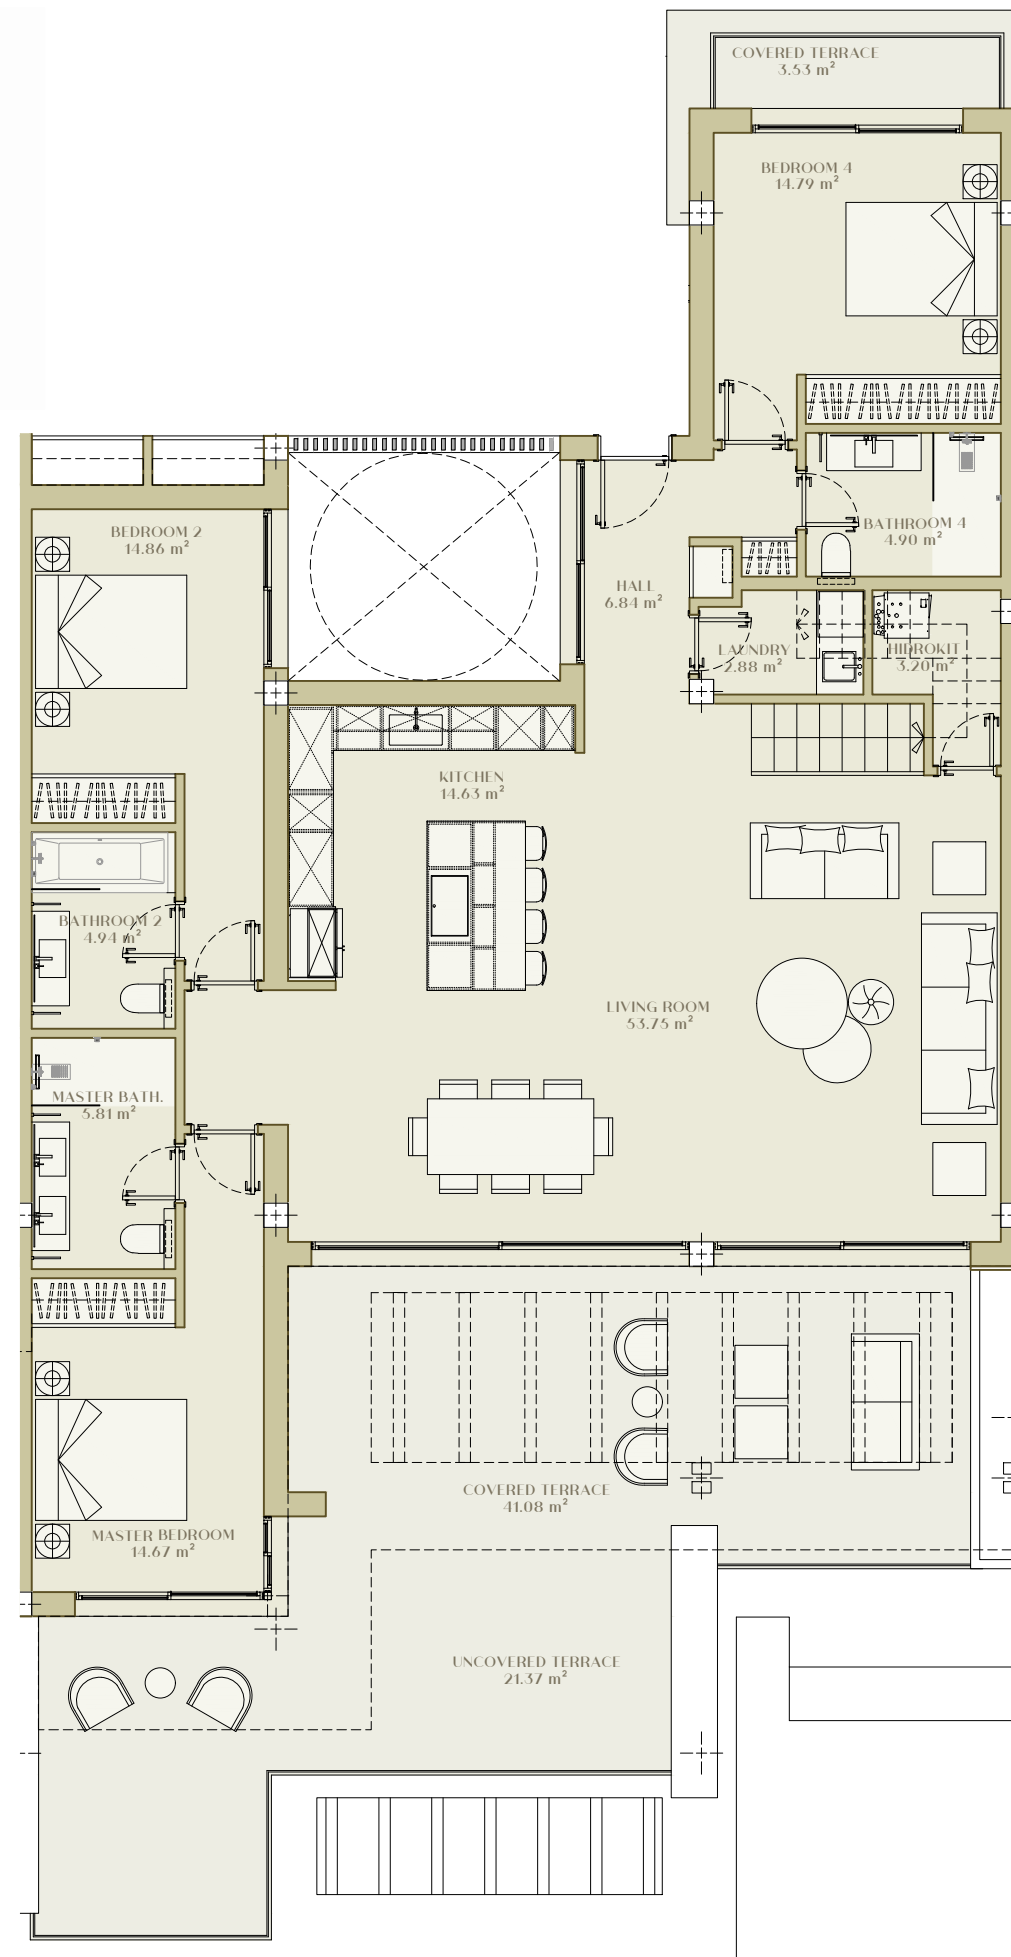 COVERED TERRACE
3.53 m²
BEDROOM 4
14.79 m²
BEDROOM 2
14.86 m²
BATHROOM 4
4.90 m²
HALL
6.84 m²
LAUNDRY
2.88 m²
HIDROKIT
3.20 m²
KITCHEN
14.63 m²
BATHROOM 2
4.94 m²
LIVING ROOM
53.75 m²
MASTER BATH.
5.81 m²
COVERED TERRACE
41.08 m²
MASTER BEDROOM
14.67 m²
UNCOVERED TERRACE
21.37 m²